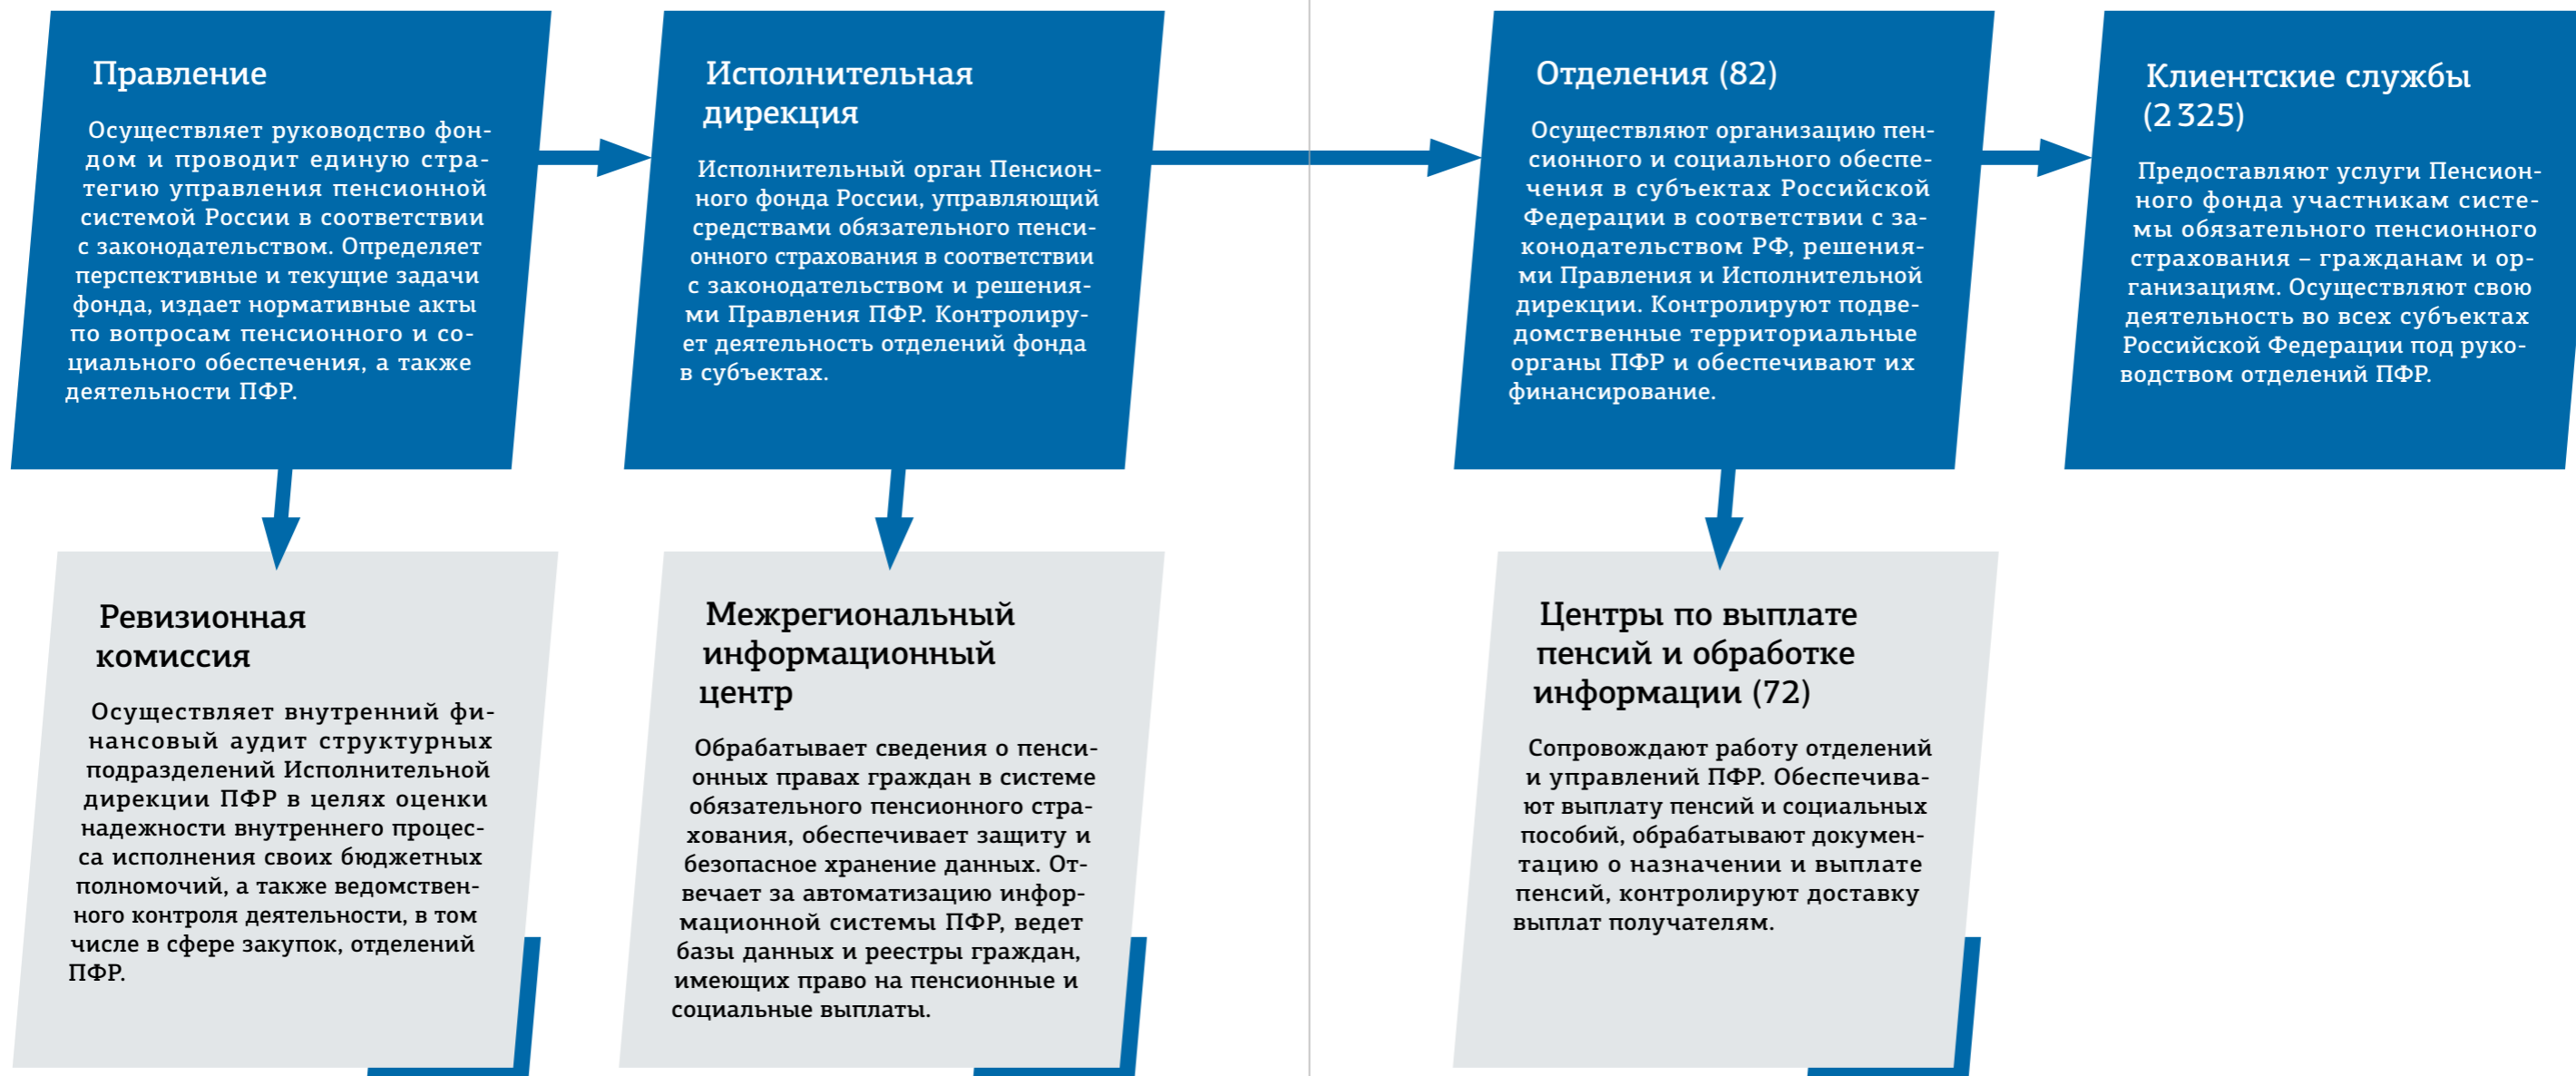 Правление
Осуществляет руководство фон-
дом и проводит единую стра-
тегию управления пенсионной
системой России в соответствии
с законодательством. Определяет
перспективные и текущие задачи
фонда, издает нормативные акты
по вопросам пенсионного и со-
циального обеспечения, а также
деятельности ПФР.
Исполнительная
дирекция
Исполнительный орган Пенсион-
ного фонда России, управляющий
средствами обязательного пенси-
онного страхования в соответствии
с законодательством и решения-
ми Правления ПФР. Контролиру-
ет деятельность отделений фонда
в субъектах.
Отделения (82)
Осуществляют организацию пен-
сионного и социального обеспе-
чения в субъектах Российской
Федерации в соответствии с за-
конодательством РФ, решения-
ми Правления и Исполнительной
дирекции. Контролируют подве-
домственные территориальные
органы ПФР и обеспечивают их
финансирование.
Клиентские службы
(2 325)
Предоставляют услуги Пенсион-
ного фонда участникам систе-
мы обязательного пенсионного
страхования – гражданам и ор-
ганизациям. Осуществляют свою
деятельность во всех субъектах
Российской Федерации под руко-
водством отделений ПФР.
Ревизионная
комиссия
Осуществляет внутренний фи-
нансовый аудит структурных
подразделений Исполнительной
дирекции ПФР в целях оценки
надежности внутреннего процес-
са исполнения своих бюджетных
полномочий, а также ведомствен-
ного контроля деятельности, в том
числе в сфере закупок, отделений
ПФР.
Межрегиональный
информационный
центр
Обрабатывает сведения о пенси-
онных правах граждан в системе
обязательного пенсионного стра-
хования, обеспечивает защиту и
безопасное хранение данных. От-
вечает за автоматизацию инфор-
мационной системы ПФР, ведет
базы данных и реестры граждан,
имеющих право на пенсионные и
социальные выплаты.
Центры по выплате
пенсий и обработке
информации (72)
Сопровождают работу отделений
и управлений ПФР. Обеспечива-
ют выплату пенсий и социальных
пособий, обрабатывают докумен-
тацию о назначении и выплате
пенсий, контролируют доставку
выплат получателям.